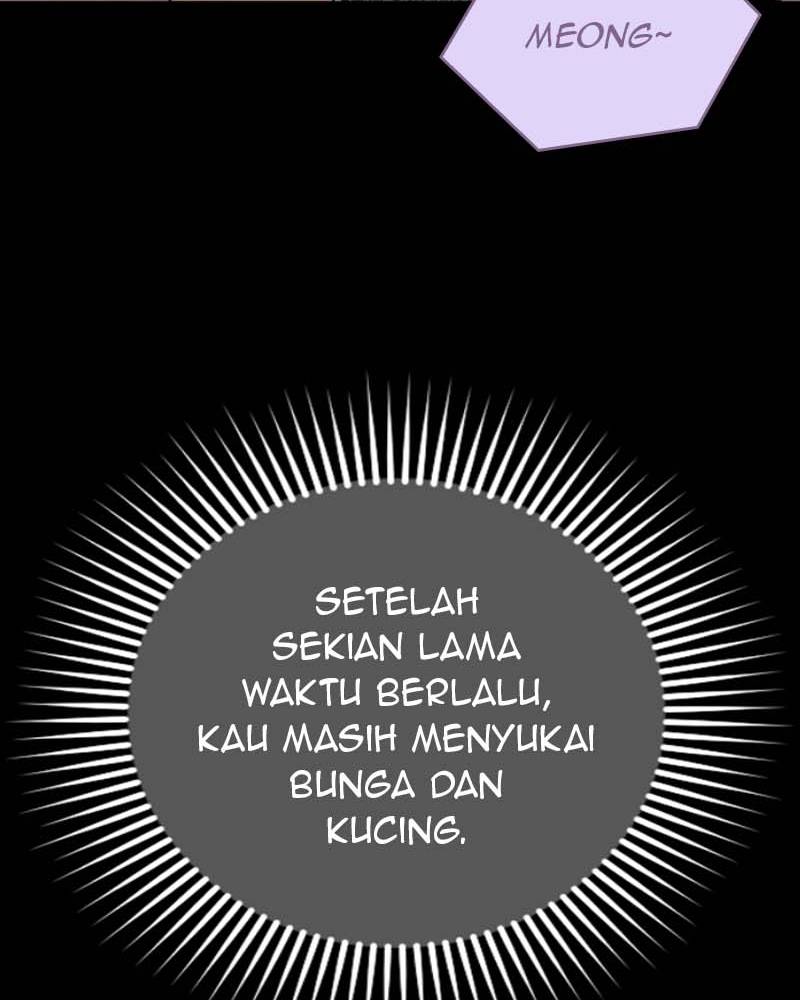 MEONG~
SETELAH
SEKIAN LAMA
WAKTU BERLALU,
KAU MASIH MENYUKAI
BUNGA DAN
KUCING.